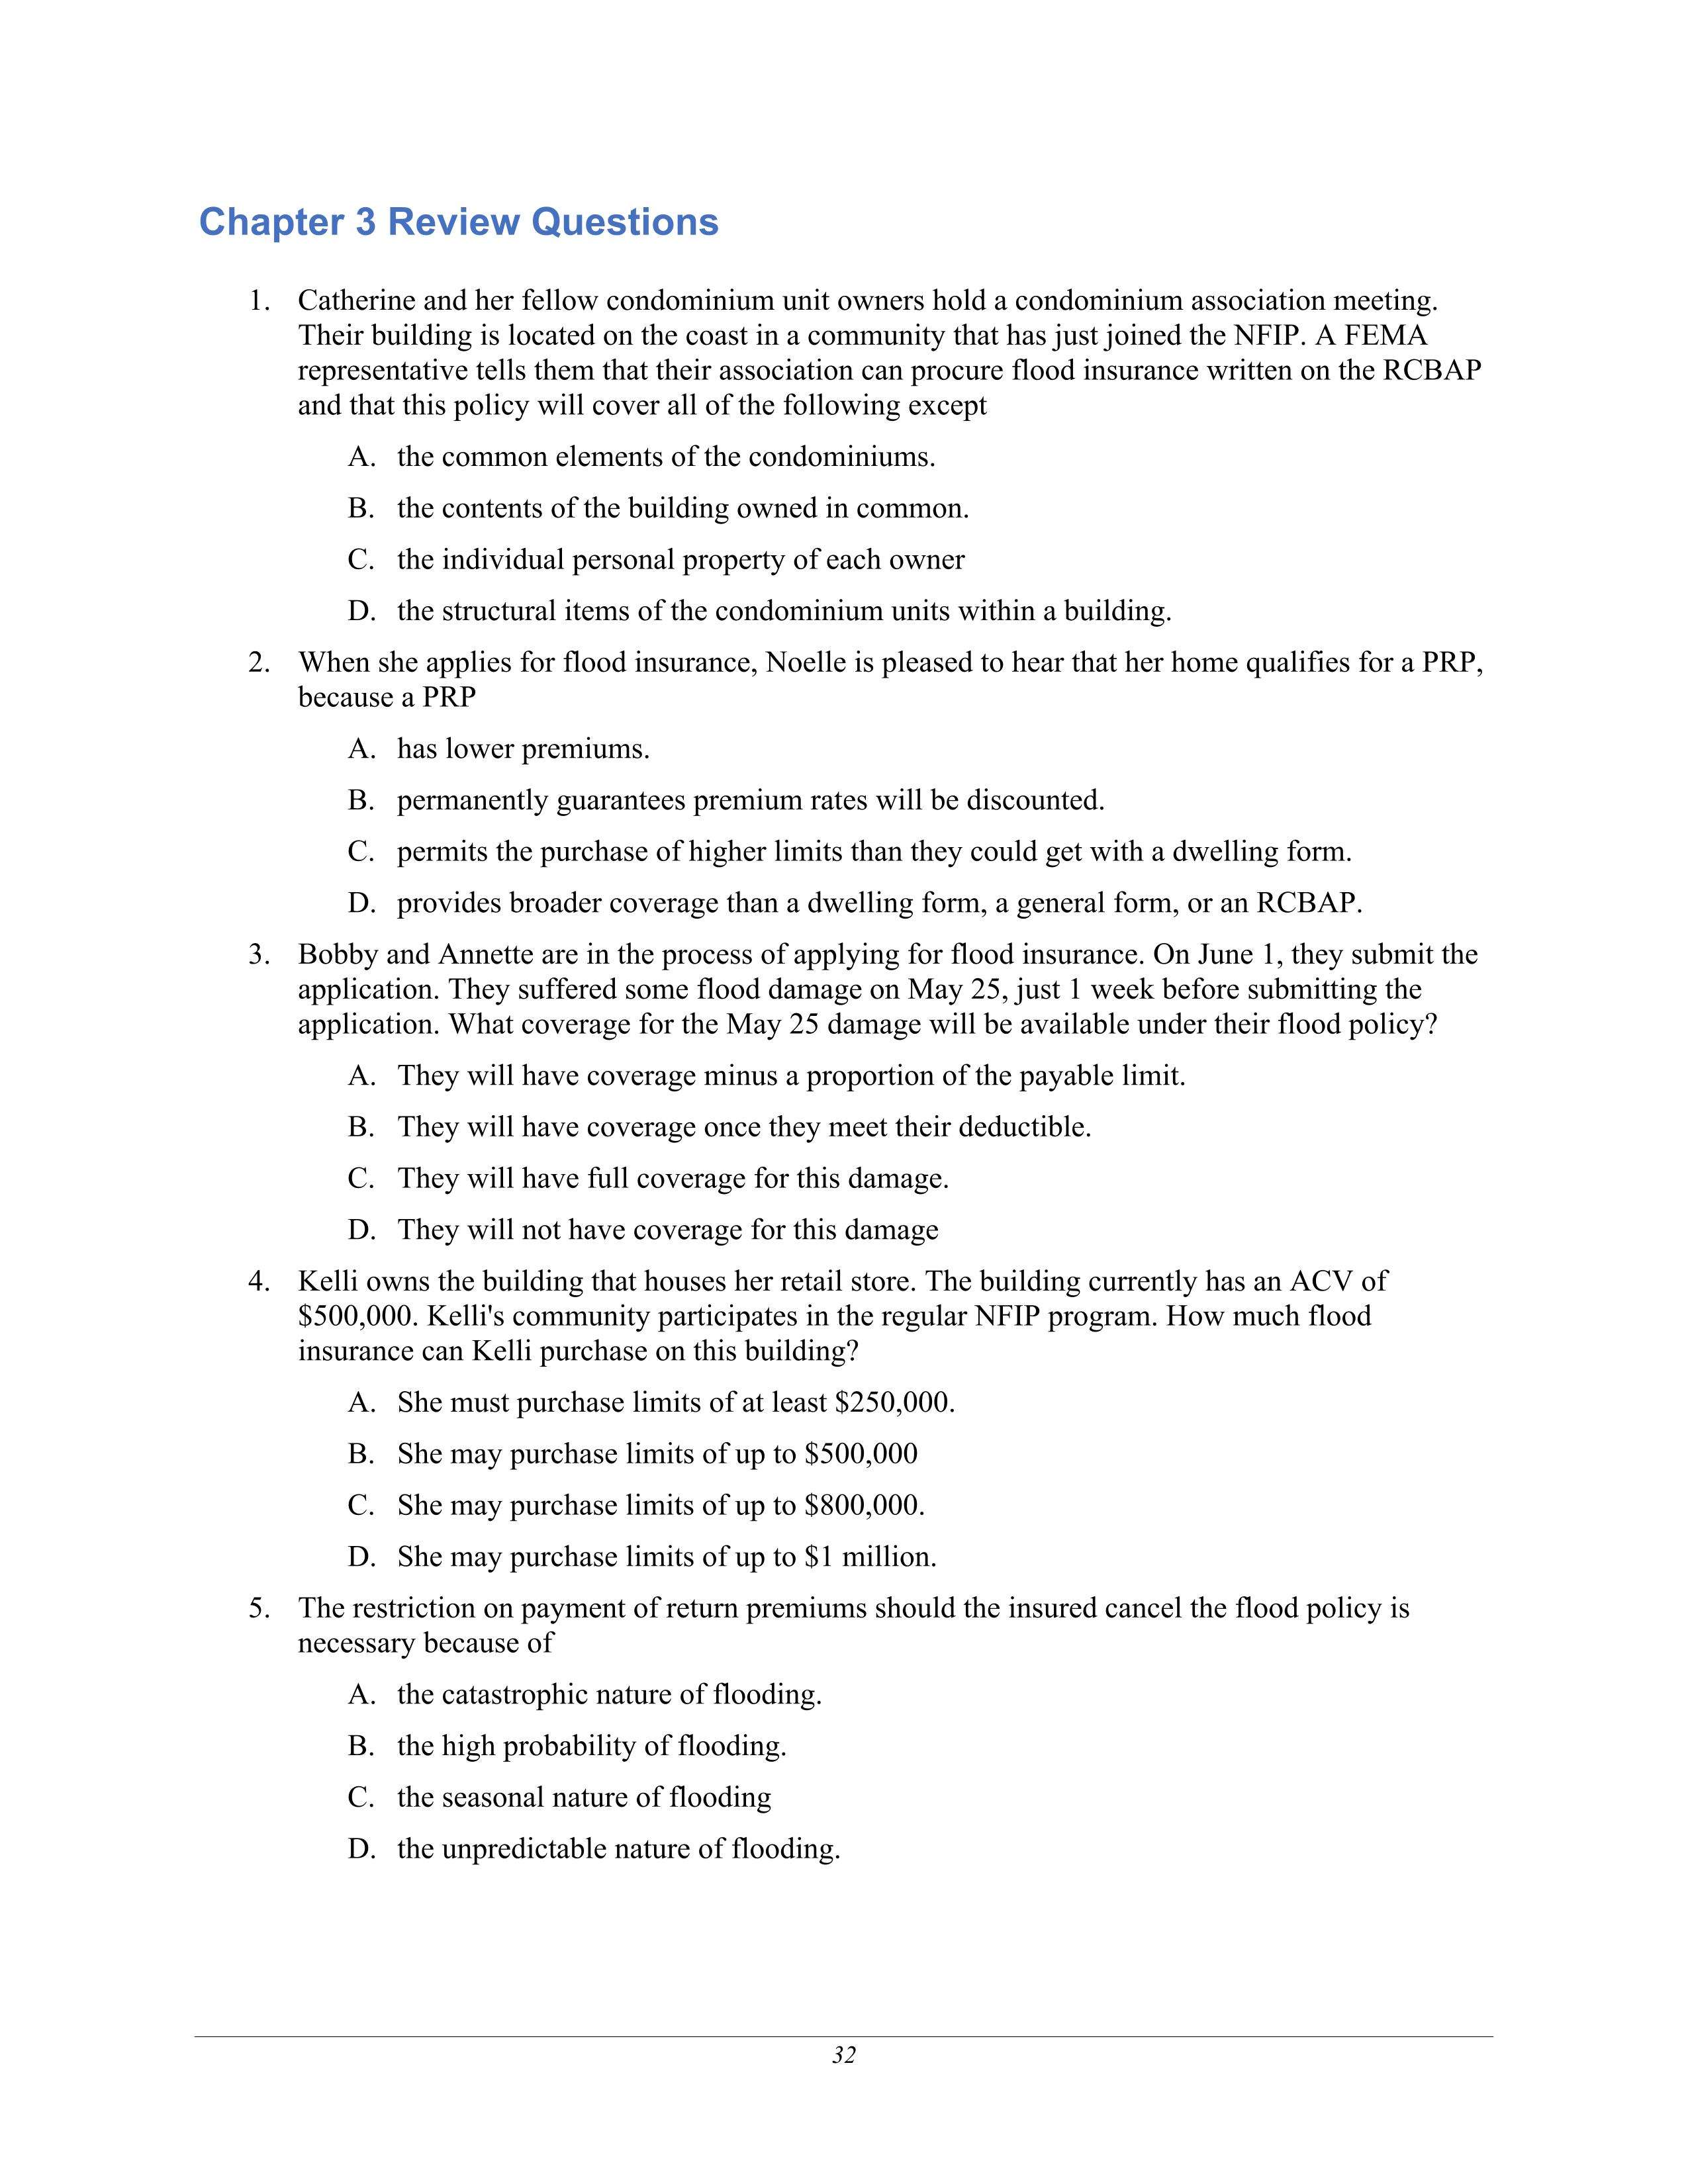 Chapter 3 Review Questions
1. Catherine and her fellow condominium unit owners hold a condominium association meeting.
Their building is located on the coast in a community that has just joined the NFIP. A FEMA
representative tells them that their association can procure flood insurance written on the RCBAP
and that this policy will cover all of the following except
A. the common elements of the condominiums.
B. the contents of the building owned in common.
C. the individual personal property of each owner
D. the structural items of the condominium units within a building.
2. When she applies for flood insurance, Noelle is pleased to hear that her home qualifies for a PRP,
because a PRP
A. has lower premiums.
B. permanently guarantees premium rates will be discounted.
C. permits the purchase of higher limits than they could get with a dwelling form.
D. provides broader coverage than a dwelling form, a general form, or an RCBAP.
3. Bobby and Annette are in the process of applying for flood insurance. On June 1, they submit the
application. They suffered some flood damage on May 25, just 1 week before submitting the
application. What coverage for the May 25 damage will be available under their flood policy?
A. They will have coverage minus a proportion of the payable limit.
B. They will have coverage once they meet their deductible.
C. They will have full coverage for this damage.
D. They will not have coverage for this damage
4. Kelli owns the building that houses her retail store. The building currently has an ACV of
$500,000. Kelli's community participates in the regular NFIP program. How much flood
insurance can Kelli purchase on this building?
A. She must purchase limits of at least $250,000.
B. She may purchase limits of up to $500,000
C. She may purchase limits of up to $800,000.
D. She may purchase limits of up to $1 million.
5. The restriction on payment of return premiums should the insured cancel the flood policy is
necessary because of
A. the catastrophic nature of flooding.
B. the high probability of flooding.
C. the seasonal nature of flooding
D. the unpredictable nature of flooding.
32